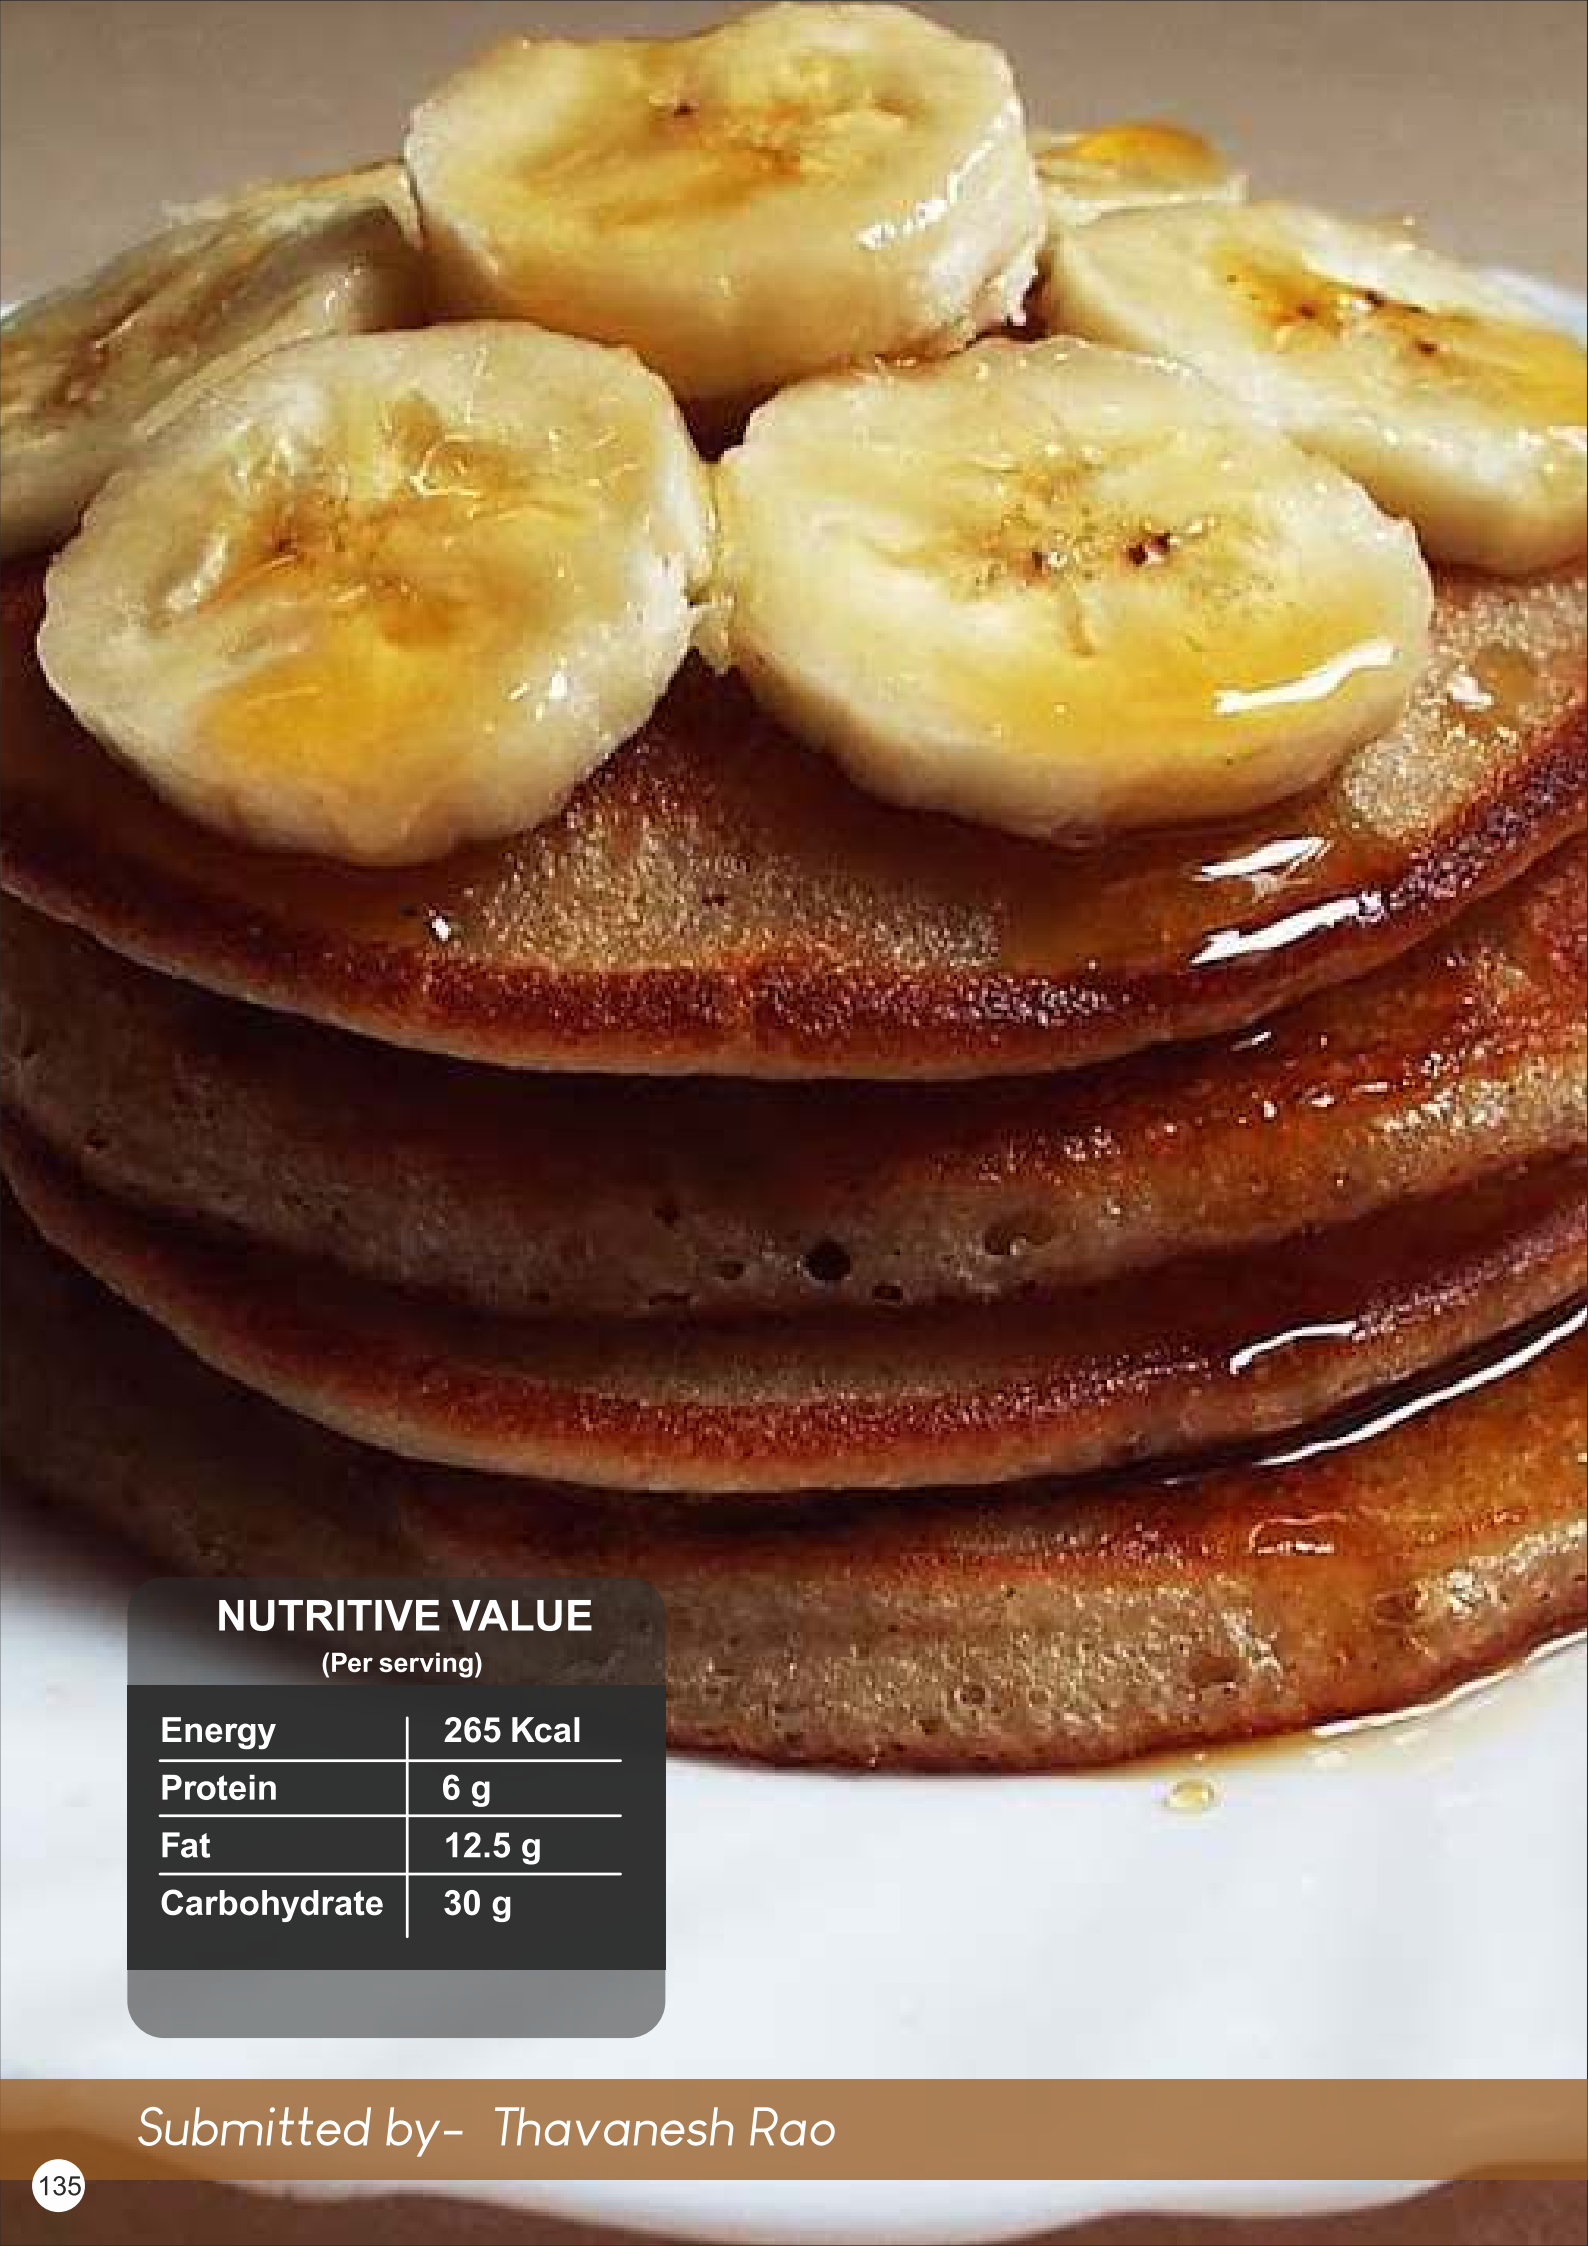 NUTRITIVE VALUE
(Per serving)
Energy 265 Kcal
Protein 6 g
Fat 12.5 g
Carbohydrate 30 g
Submitted by- Thavanesh Rao
135